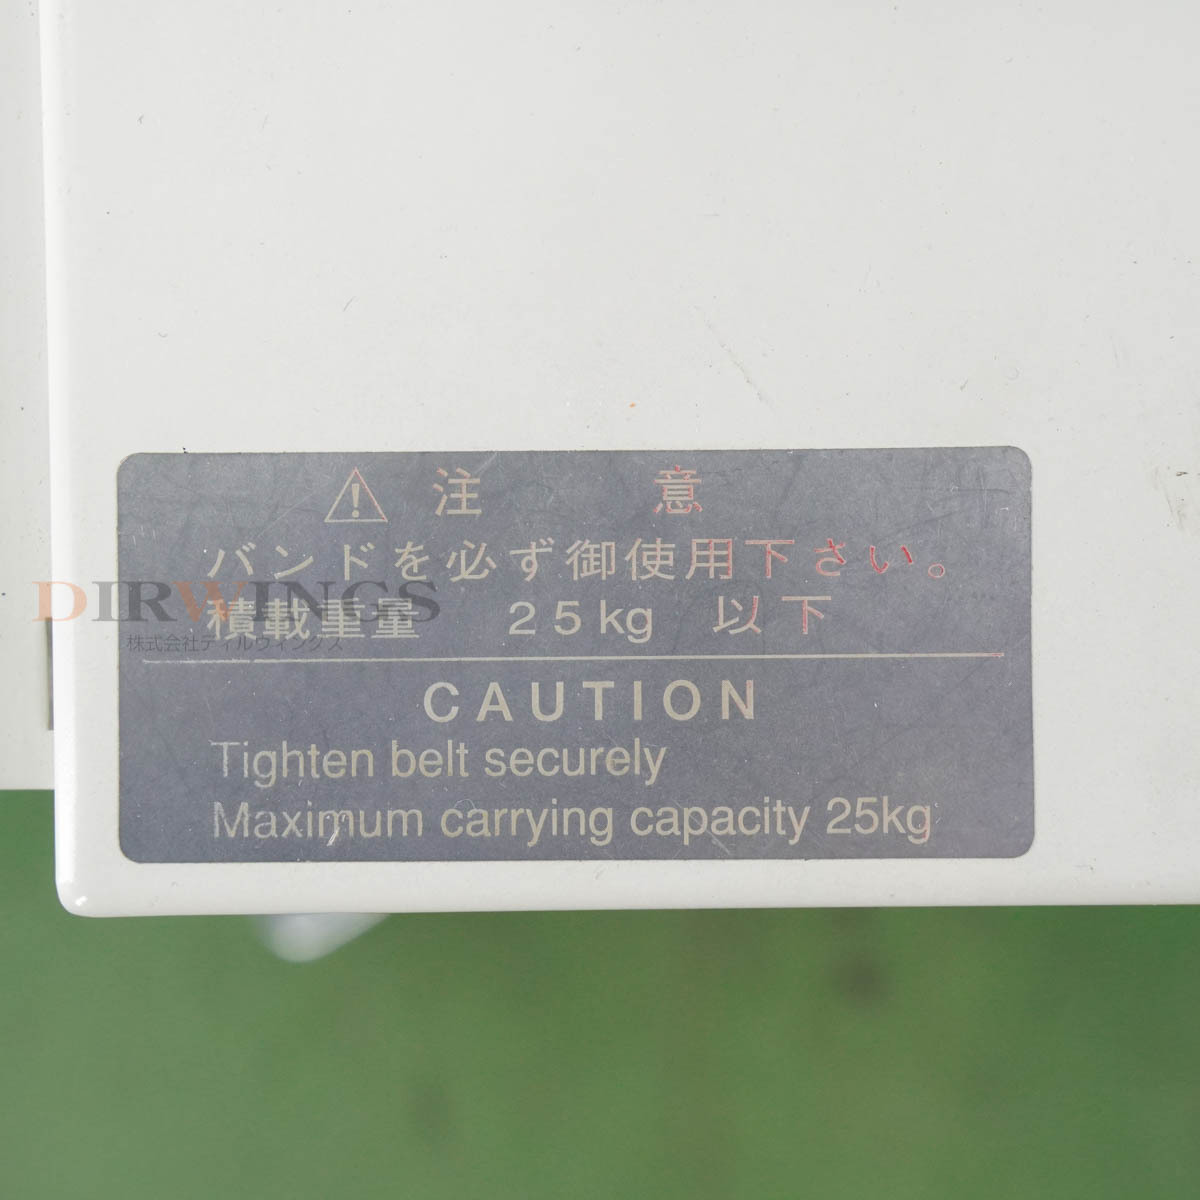 ⚠ 注 意
バンドを必ず御使用下さい。
DIRWINGS
積載重量 25kg 以下
株式会社ディルウィングス
CAUTION
Tighten belt securely
Maximum carrying capacity 25kg